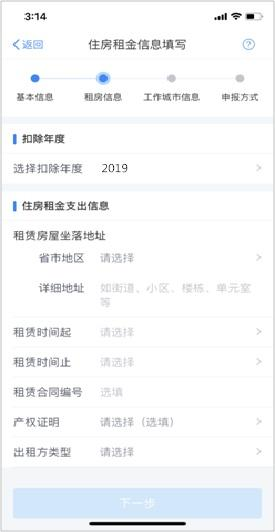 3:14
返回
住房租金信息填写
基本信息 租房信息 工作城市信息 申报方式
扣除年度
选择扣除年度 2019
住房租金支出信息
租赁房屋坐落地址
省市地区 请选择
详细地址 如街道、小区、楼栋、单元室
等
租赁时间起 请选择
租赁时间止 请选择
租赁合同编号 选填
产权证明 请选择（选填）
出租方类型 请选择
下一步